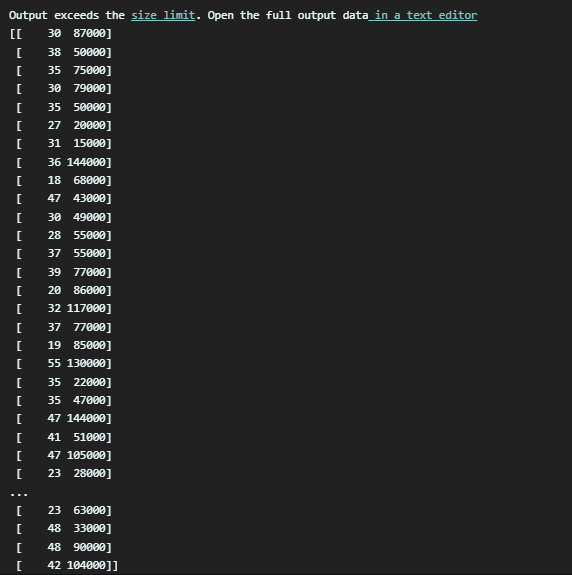 Output exceeds the size limit. Open the full output data in a text editor
[[    30  87000]
 [    38  50000]
 [    35  75000]
 [    30  79000]
 [    35  50000]
 [    27  20000]
 [    31  15000]
 [    36 144000]
 [    18  68000]
 [    47  43000]
 [    30  49000]
 [    28  55000]
 [    37  55000]
 [    39  77000]
 [    20  86000]
 [    32 117000]
 [    37  77000]
 [    19  85000]
 [    55 130000]
 [    35  22000]
 [    35  47000]
 [    47 144000]
 [    41  51000]
 [    47 105000]
 [    23  28000]
...
 [    23  63000]
 [    48  33000]
 [    48  90000]
 [    42 104000]]